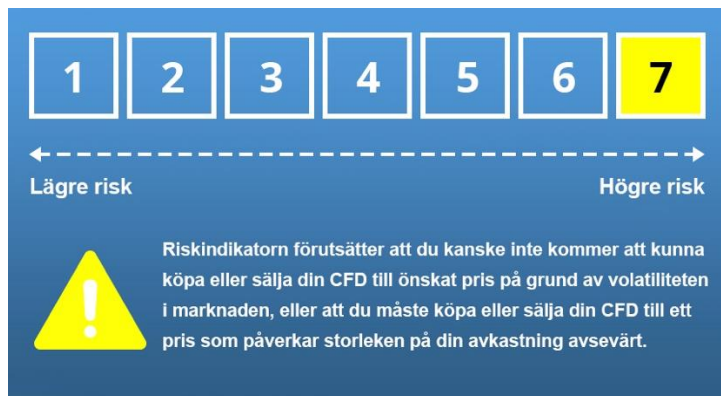 1 2 3 4 5 6 7
Lägre risk Högre risk
Riskindikatorn förutsätter att du kanske inte kommer att kunna
köpa eller sälja din CFD till önskat pris på grund av volatiliteten
i marknaden, eller att du måste köpa eller sälja din CFD till ett
pris som påverkar storleken på din avkastning avsevärt.